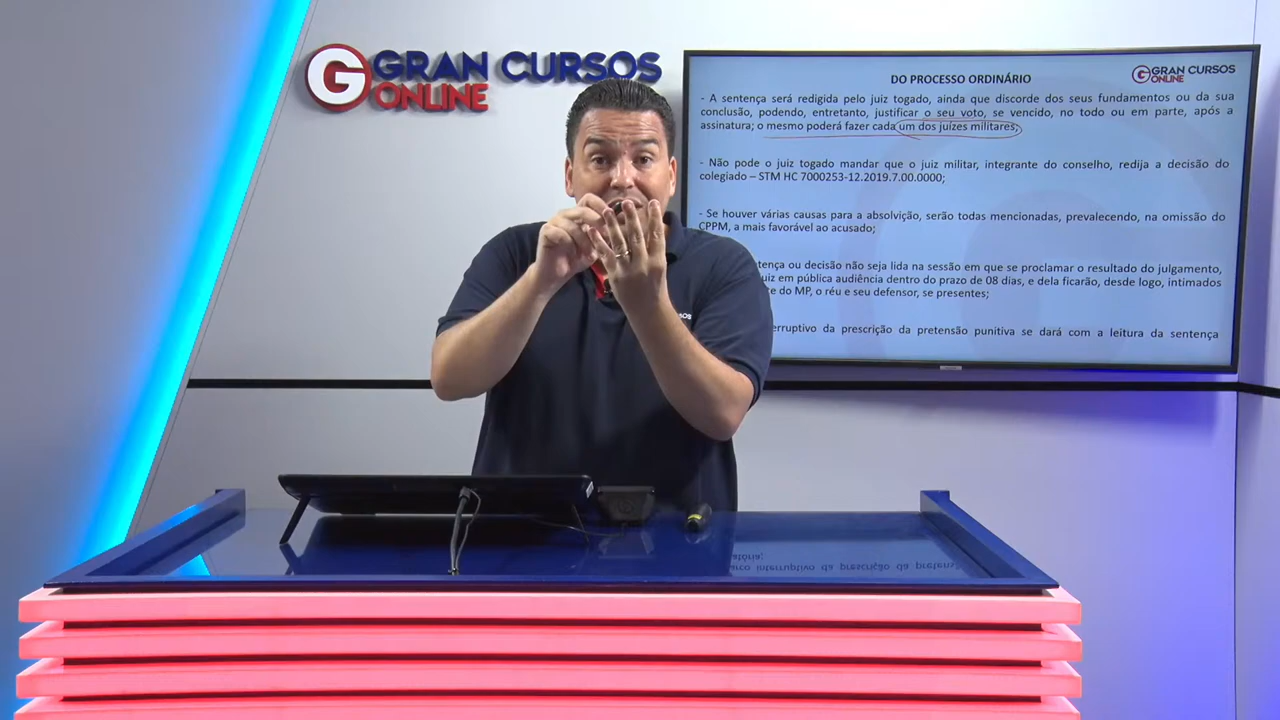 GRAN CURSOS
ONLINE
DO PROCESSO ORDINÁRIO
GRAN CURSOS
ONLINE
- A sentença será redigida pelo juiz togado, ainda que discorde dos seus fundamentos ou da sua
conclusão, podendo, entretanto, justificar o seu voto, se vencido, no todo ou em parte, após a
assinatura; o mesmo poderá fazer cada um dos juízes militares;
- Não pode o juiz togado mandar que o juiz militar, integrante do conselho, redija a decisão do
colegiado – STM HC 7000253-12.2019.7.00.0000;
- Se houver várias causas para a absolvição, serão todas mencionadas, prevalecendo, na omissão do
CPPM, a mais favorável ao acusado;
ou decisão não seja lida na sessão em que se proclamar o resultado do julgamento,
em pública audiência dentro do prazo de 08 dias, e dela ficarão, desde logo, intimados
do MP, o réu e seu defensor, se presentes;
da prescrição da pretensão punitiva se dará com a leitura da sentença